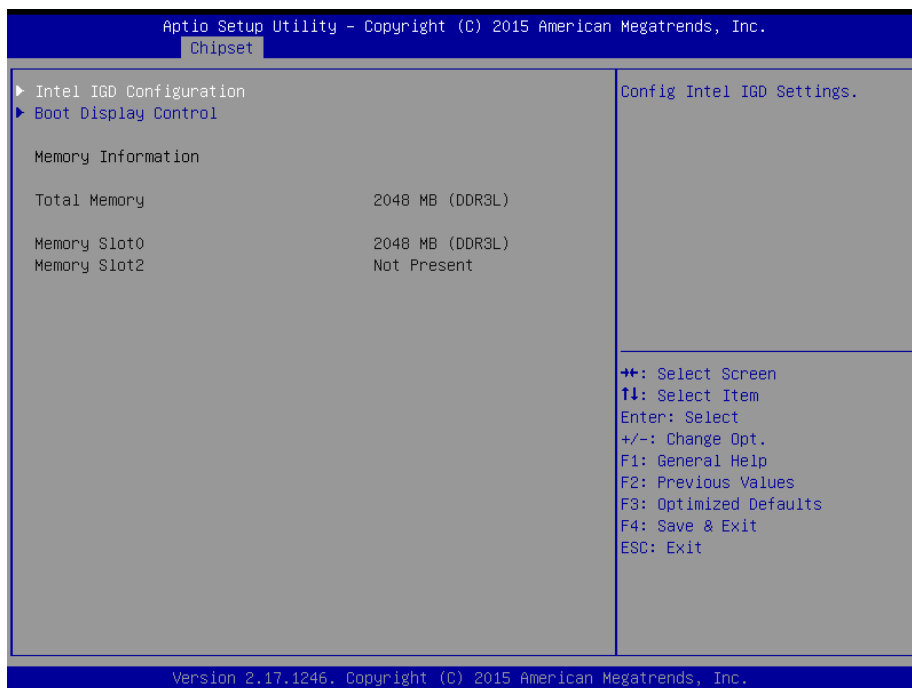 Aptio Setup Utility – Copyright (C) 2015 American Megatrends, Inc.
Chipset
Intel IGD Configuration
Boot Display Control
Memory Information
Total Memory 2048 MB (DDR3L)
Memory Slot0 2048 MB (DDR3L)
Memory Slot2 Not Present
Config Intel IGD Settings.
→←: Select Screen
↑↓: Select Item
Enter: Select
+/-: Change Opt.
F1: General Help
F2: Previous Values
F3: Optimized Defaults
F4: Save & Exit
ESC: Exit
Version 2.17.1246. Copyright (C) 2015 American Megatrends, Inc.